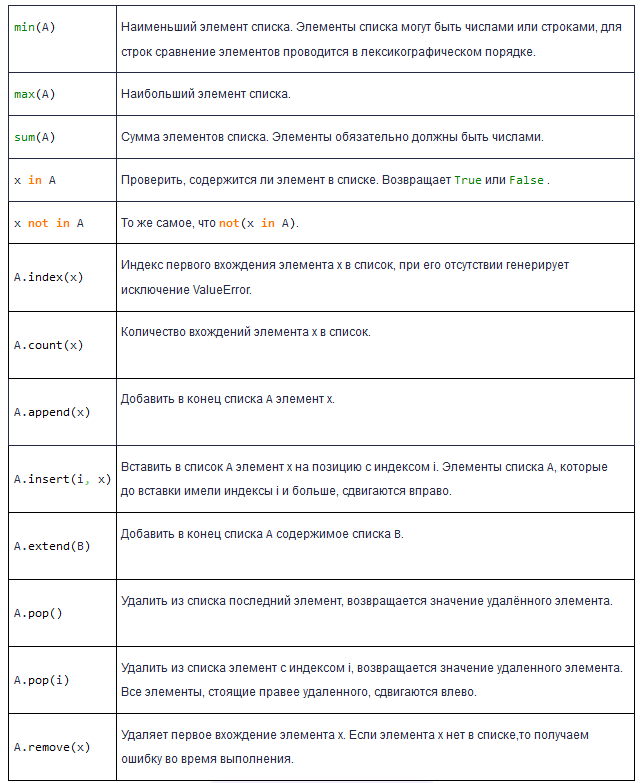 min(A)
Наименьший элемент списка. Элементы списка могут быть числами или строками, для
строк сравнение элементов проводится в лексикографическом порядке.
max(A)
Наибольший элемент списка.
sum(A)
Сумма элементов списка. Элементы обязательно должны быть числами.
x in A
Проверить, содержится ли элемент в списке. Возвращает True или False .
x not in A
То же самое, что not(x in A).
A.index(x)
Индекс первого вхождения элемента x в список, при его отсутствии генерирует
исключение ValueError.
A.count(x)
Количество вхождений элемента x в список.
A.append(x)
Добавить в конец списка A элемент x.
A.insert(i, x)
Вставить в список A элемент x на позицию с индексом i. Элементы списка A, которые
до вставки имели индексы i и больше, сдвигаются вправо.
A.extend(B)
Добавить в конец списка A содержимое списка B.
A.pop()
Удалить из списка последний элемент, возвращается значение удалённого элемента.
A.pop(i)
Удалить из списка элемент с индексом i, возвращается значение удаленного элемента.
Все элементы, стоящие правее удаленного, сдвигаются влево.
A.remove(x)
Удаляет первое вхождение элемента x. Если элемента x нет в списке,то получаем
ошибку во время выполнения.